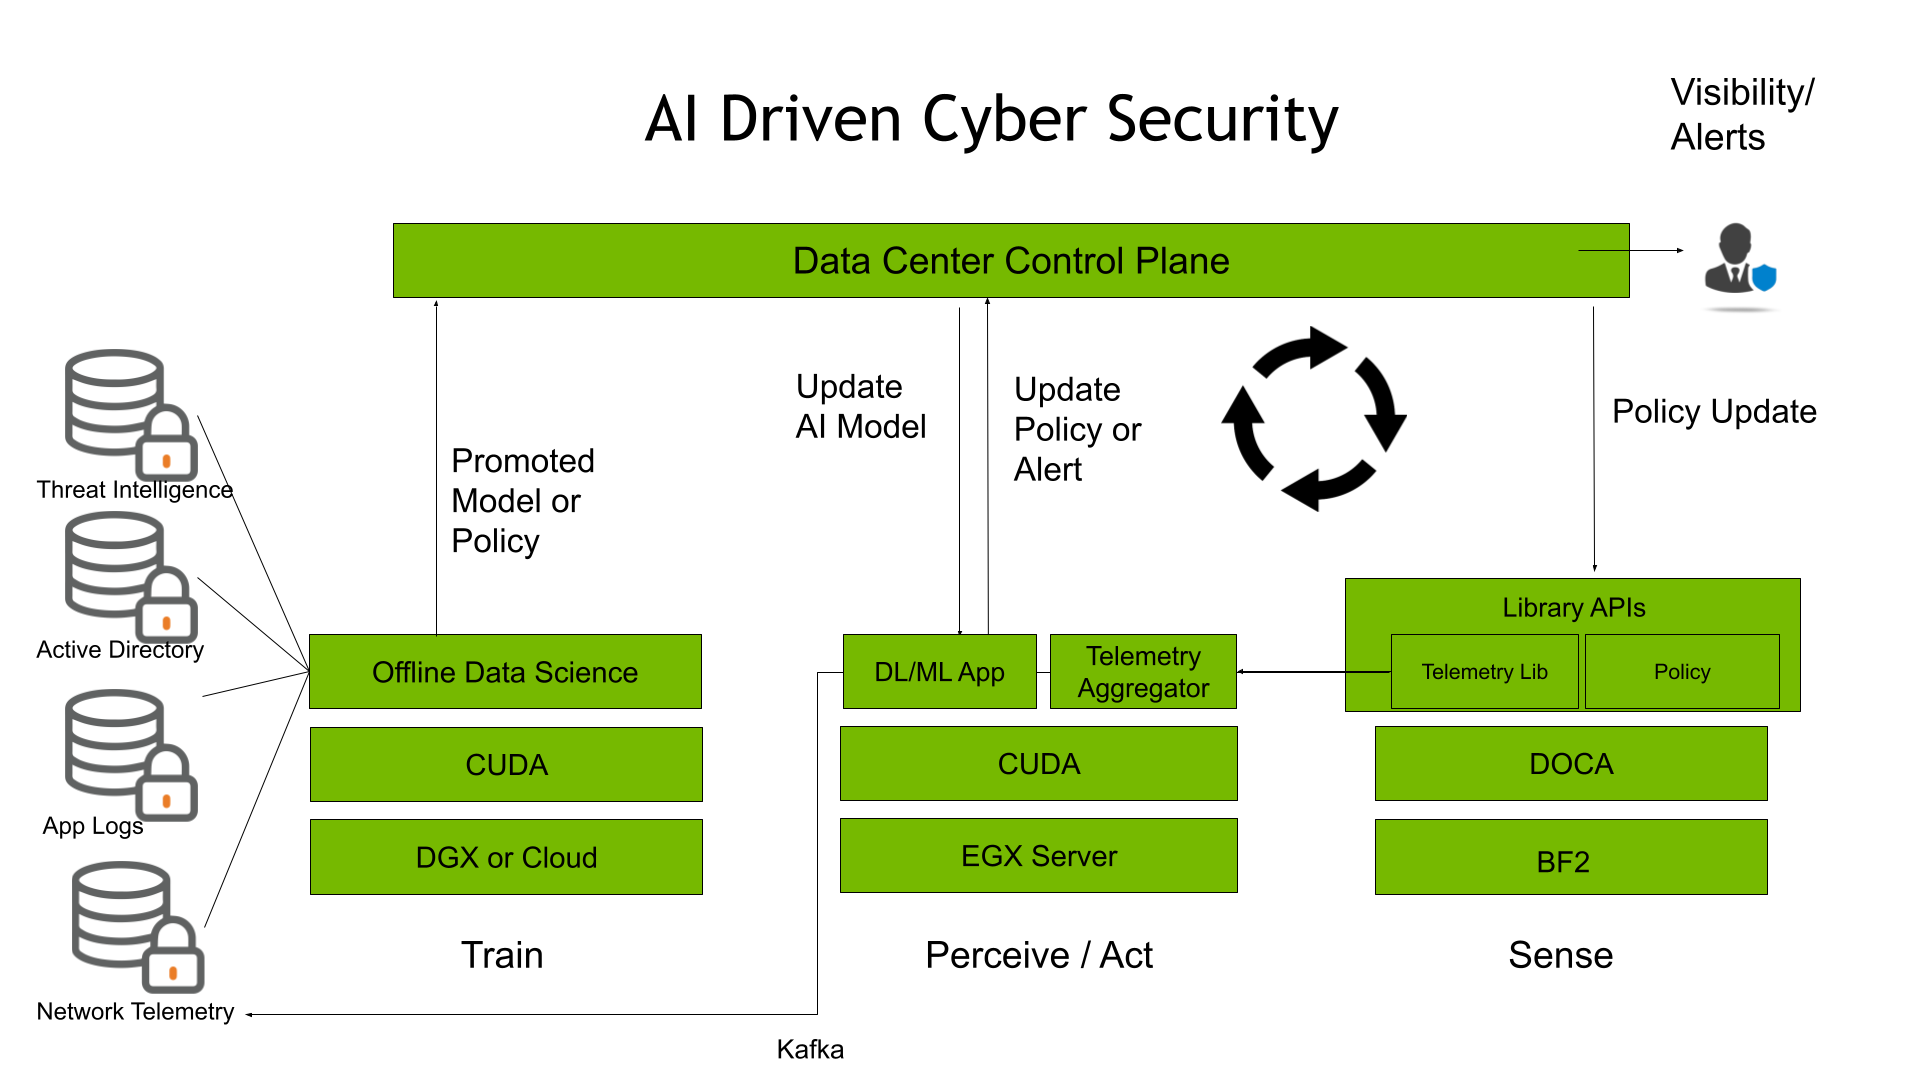 AI Driven Cyber Security
Visibility/
Alerts
Data Center Control Plane
Update
AI Model
Update
Policy or
Alert
Policy Update
Promoted
Model or
Policy
Threat Intelligence
Active Directory
App Logs
Network Telemetry
Offline Data Science
CUDA
DGX or Cloud
Train
DL/ML App
Telemetry
Aggregator
CUDA
EGX Server
Perceive / Act
Library APIs
Telemetry Lib
Policy
DOCA
BF2
Sense
Kafka